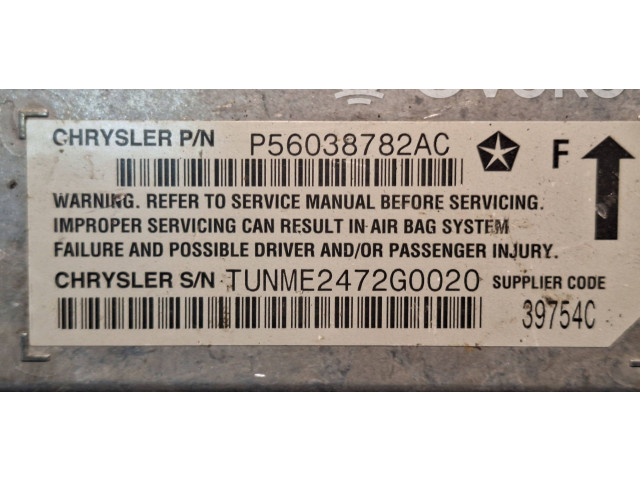 CHRYSLER P/N P56038782AC F
WARNING. REFER TO SERVICE MANUAL BEFORE SERVICING.
IMPROPER SERVICING CAN RESULT IN AIR BAG SYSTEM
FAILURE AND POSSIBLE DRIVER AND/OR PASSENGER INJURY.
CHRYSLER S/N TUNME2472G0020 SUPPLIER CODE
39754C